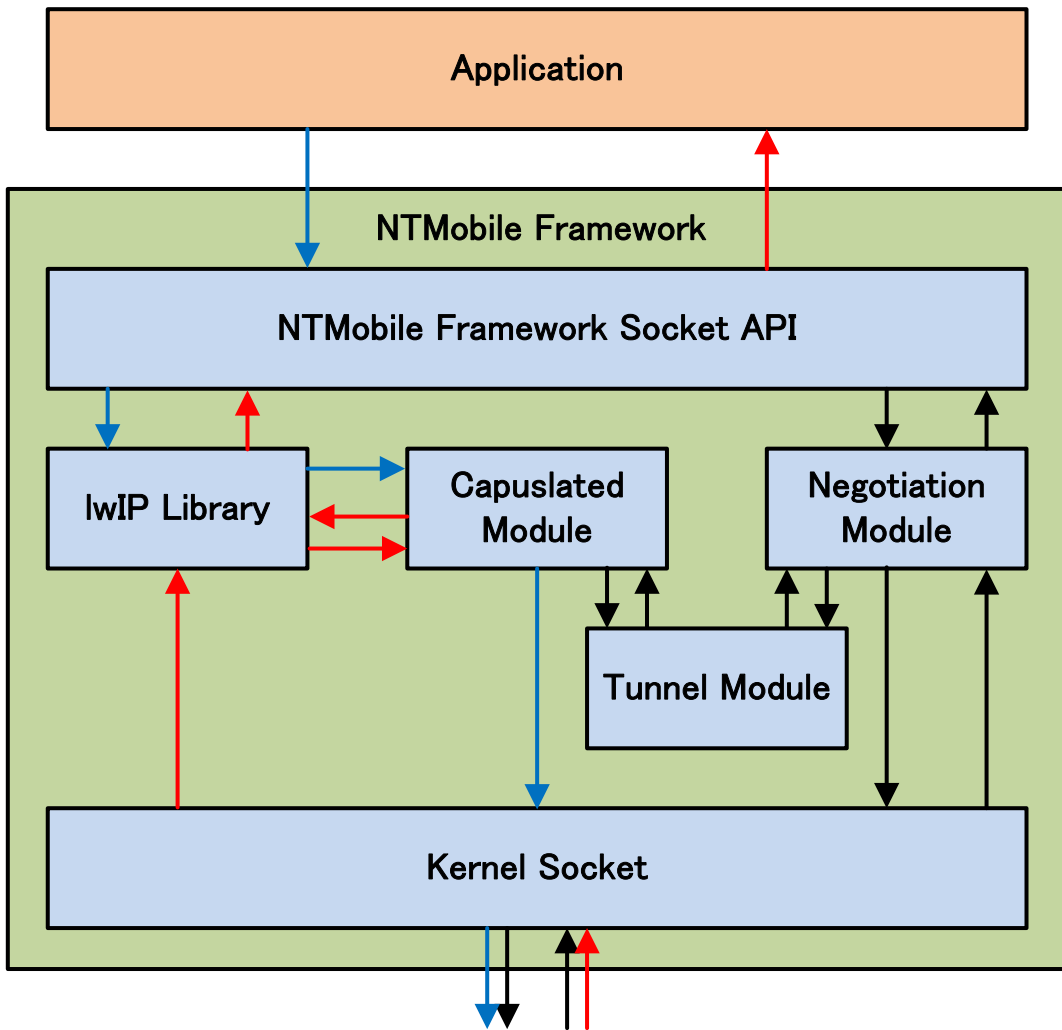 Application
NTMobile Framework
NTMobile Framework Socket API
lwIP Library
Capuslated
Module
Negotiation
Module
Tunnel Module
Kernel Socket